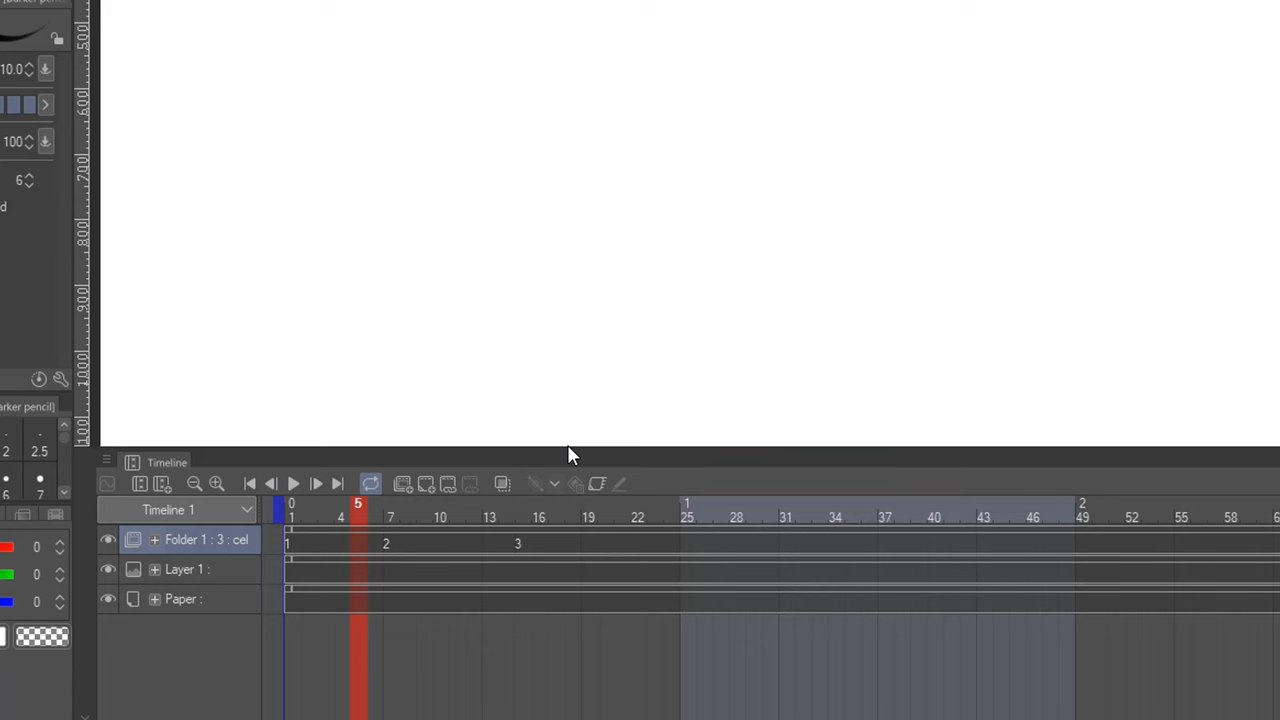 10.0
100
6
d
arker pencil)
2 2.5
6 7
0
0
0
500
600
700
800
900
1000
Timeline
Timeline 1
0 5 1 2
1 4 7 10 13 16 19 22 25 28 31 34 37 40 43 46 49 52 55 58
Folder 1 : 3 : cel
1 2 3
Layer 1 :
Paper :